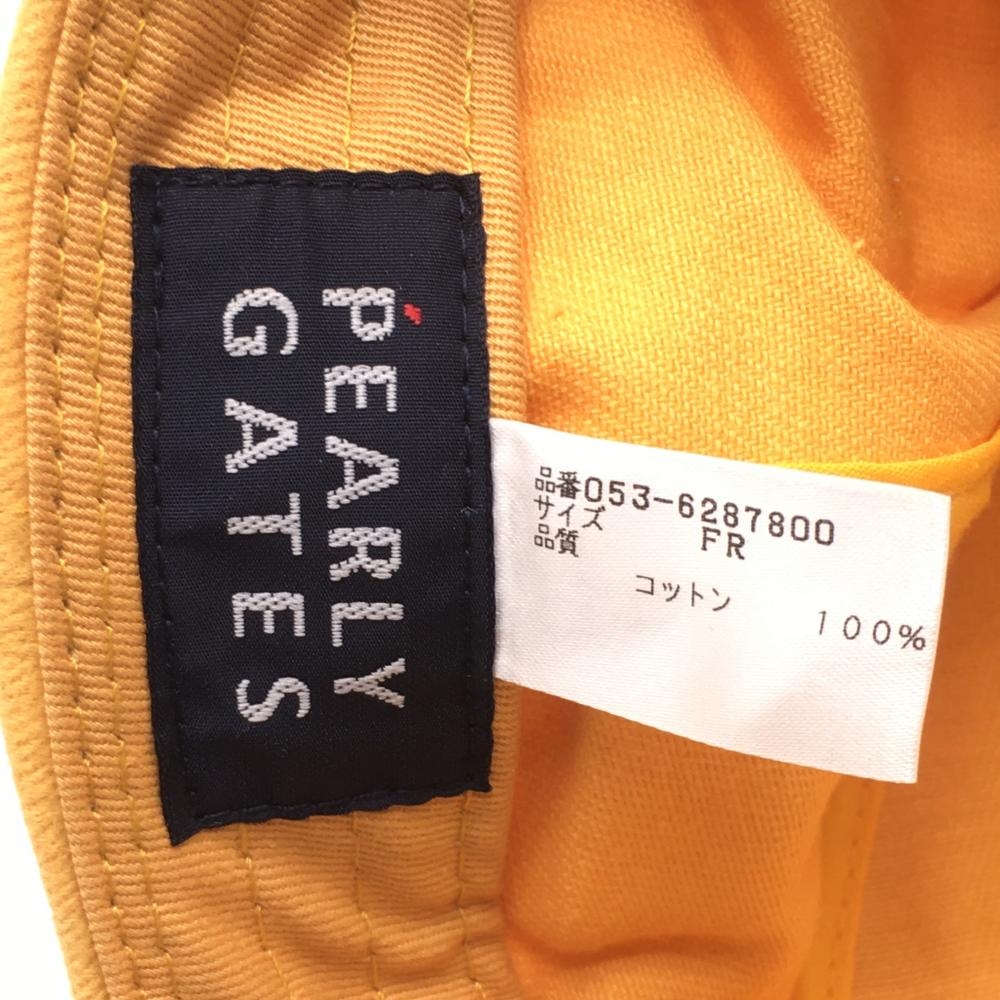 PEARLY
GATES
品番053-6287800
サイズ FR
品質
コットン 100%